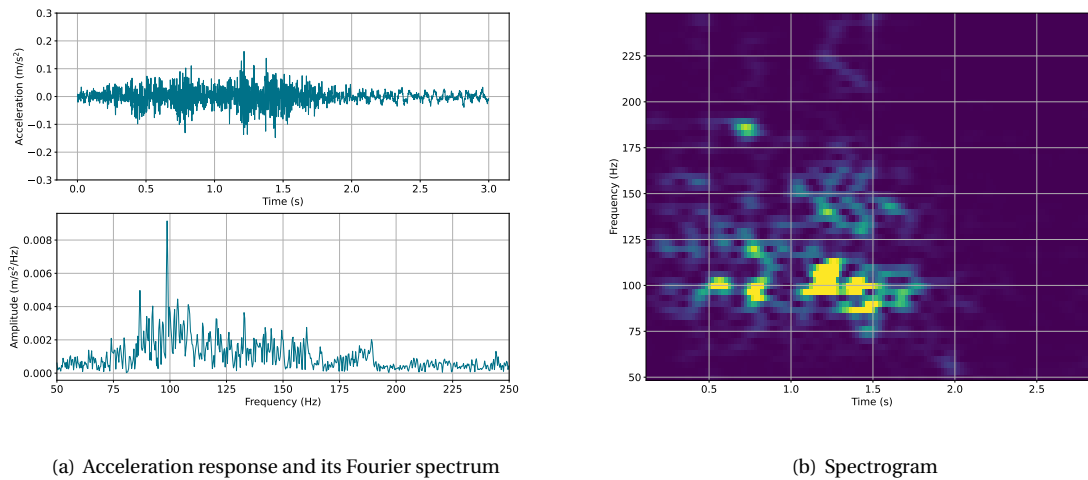 0.3
0.2
0.1
0.0
−0.1
−0.2
−0.3
Acceleration (m/s²)
0.0 0.5 1.0 1.5 2.0 2.5 3.0
Time (s)
0.008
0.006
0.004
0.002
0.000
Amplitude (m/s²/Hz)
50 75 100 125 150 175 200 225 250
Frequency (Hz)
(a) Acceleration response and its Fourier spectrum
225
200
175
150
125
100
75
50
Frequency (Hz)
0.5 1.0 1.5 2.0 2.5
Time (s)
(b) Spectrogram